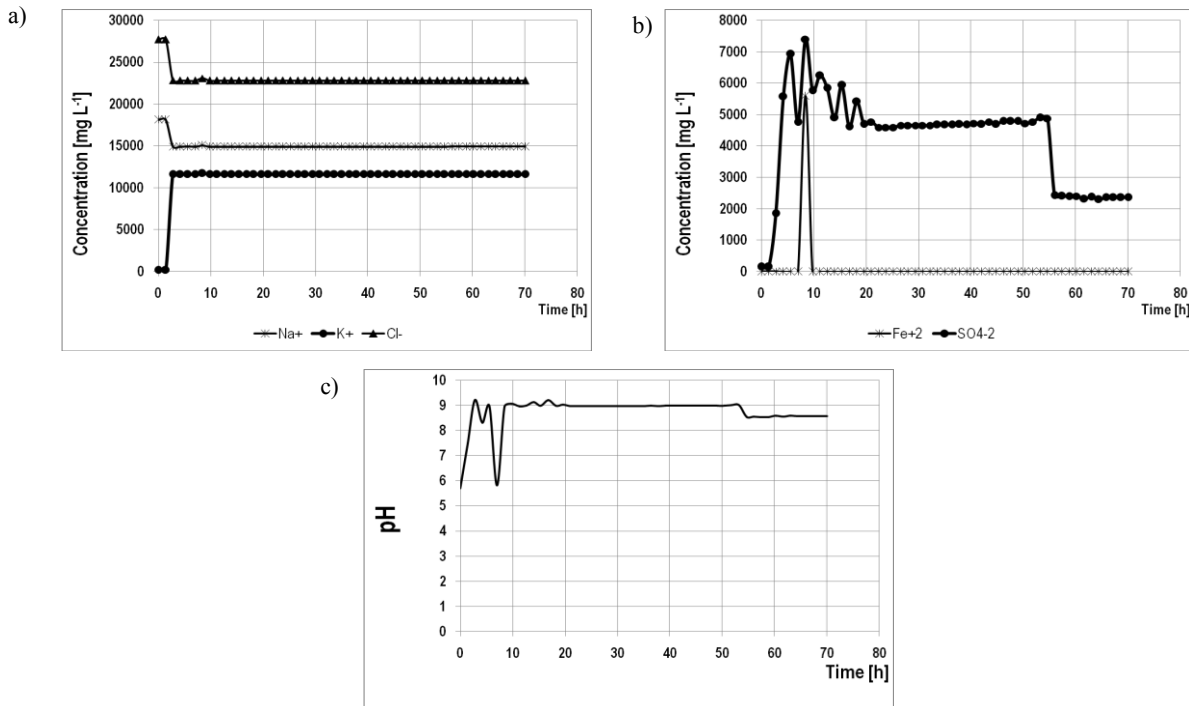 a)
Concentration [mg L-1]
30000
25000
20000
15000
10000
5000
0
0 10 20 30 40 50 60 70 80
Time [h]
Na+ K+ Cl-
b)
Concentration [mg L-1]
8000
7000
6000
5000
4000
3000
2000
1000
0
0 10 20 30 40 50 60 70 80
Time [h]
Fe+2 SO4-2
c)
pH
10
9
8
7
6
5
4
3
2
1
0
0 10 20 30 40 50 60 70 80
Time [h]